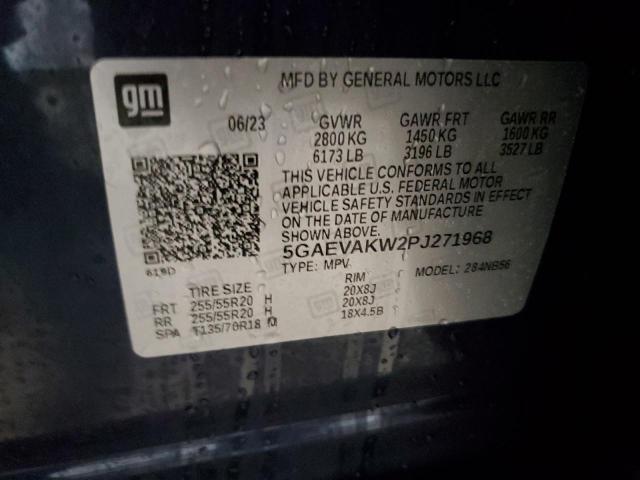 gm
MFD BY GENERAL MOTORS LLC
06/23 GVWR GAWR FRT GAWR RR
2800 KG 1450 KG 1600 KG
6173 LB 3196 LB 3527 LB
THIS VEHICLE CONFORMS TO ALL
APPLICABLE U.S. FEDERAL MOTOR
VEHICLE SAFETY STANDARDS IN EFFECT
ON THE DATE OF MANUFACTURE
SHOWN ABOVE.
5GAEVAKW2PJ271968
619D TYPE: MPV MODEL: 284NB56
TIRE SIZE RIM
FRT 255/55R20 H 20X8J
RR 255/55R20 H 20X8J
SPA T135/70R18 18X4.5B